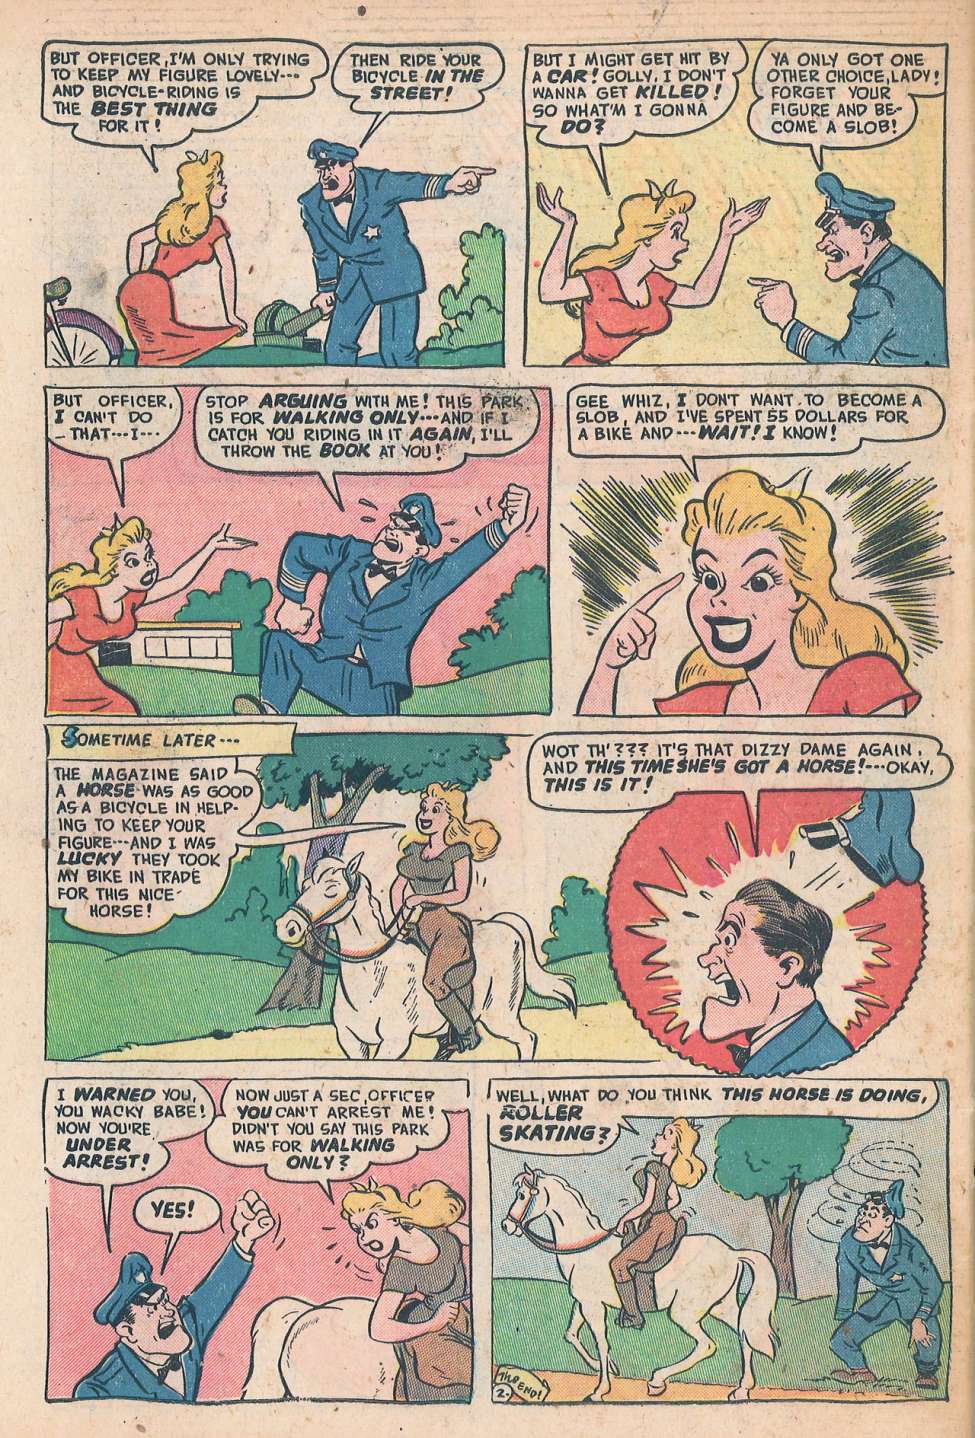 BUT OFFICER, I'M ONLY TRYING
TO KEEP MY FIGURE LOVELY---
AND BICYCLE-RIDING IS
THE BEST THING
FOR IT!
THEN RIDE YOUR
BICYCLE IN THE
STREET!
BUT I MIGHT GET HIT BY
A CAR! GOLLY, I DON'T
WANNA GET KILLED!
SO WHAT'M I GONNA
DO?
YA ONLY GOT ONE
OTHER CHOICE, LADY!
FORGET YOUR
FIGURE AND BE-
COME A SLOB!
BUT OFFICER,
I CAN'T DO
-THAT---I---
STOP ARGUING WITH ME! THIS PARK
IS FOR WALKING ONLY---AND IF I
CATCH YOU RIDING IN IT AGAIN, I'LL
THROW THE BOOK AT YOU!
GEE WHIZ, I DON'T WANT TO BECOME A
SLOB, AND I'VE SPENT 55 DOLLARS FOR
A BIKE AND---WAIT! I KNOW!
SOMETIME LATER---
THE MAGAZINE SAID
A HORSE WAS AS GOOD
AS A BICYCLE IN HELP-
ING TO KEEP YOUR
FIGURE---AND I WAS
LUCKY THEY TOOK
MY BIKE IN TRADE
FOR THIS NICE
HORSE!
WOT TH'??? IT'S THAT DIZZY DAME AGAIN,
AND THIS TIME SHE'S GOT A HORSE!---OKAY,
THIS IS IT!
I WARNED YOU,
YOU WACKY BABE!
NOW YOU'RE
UNDER
ARREST!
YES!
NOW JUST A SEC, OFFICER
YOU CAN'T ARREST ME!
DIDN'T YOU SAY THIS PARK
WAS FOR WALKING
ONLY?
WELL, WHAT DO YOU THINK THIS HORSE IS DOING,
ROLLER
SKATING?
THE END!
2-